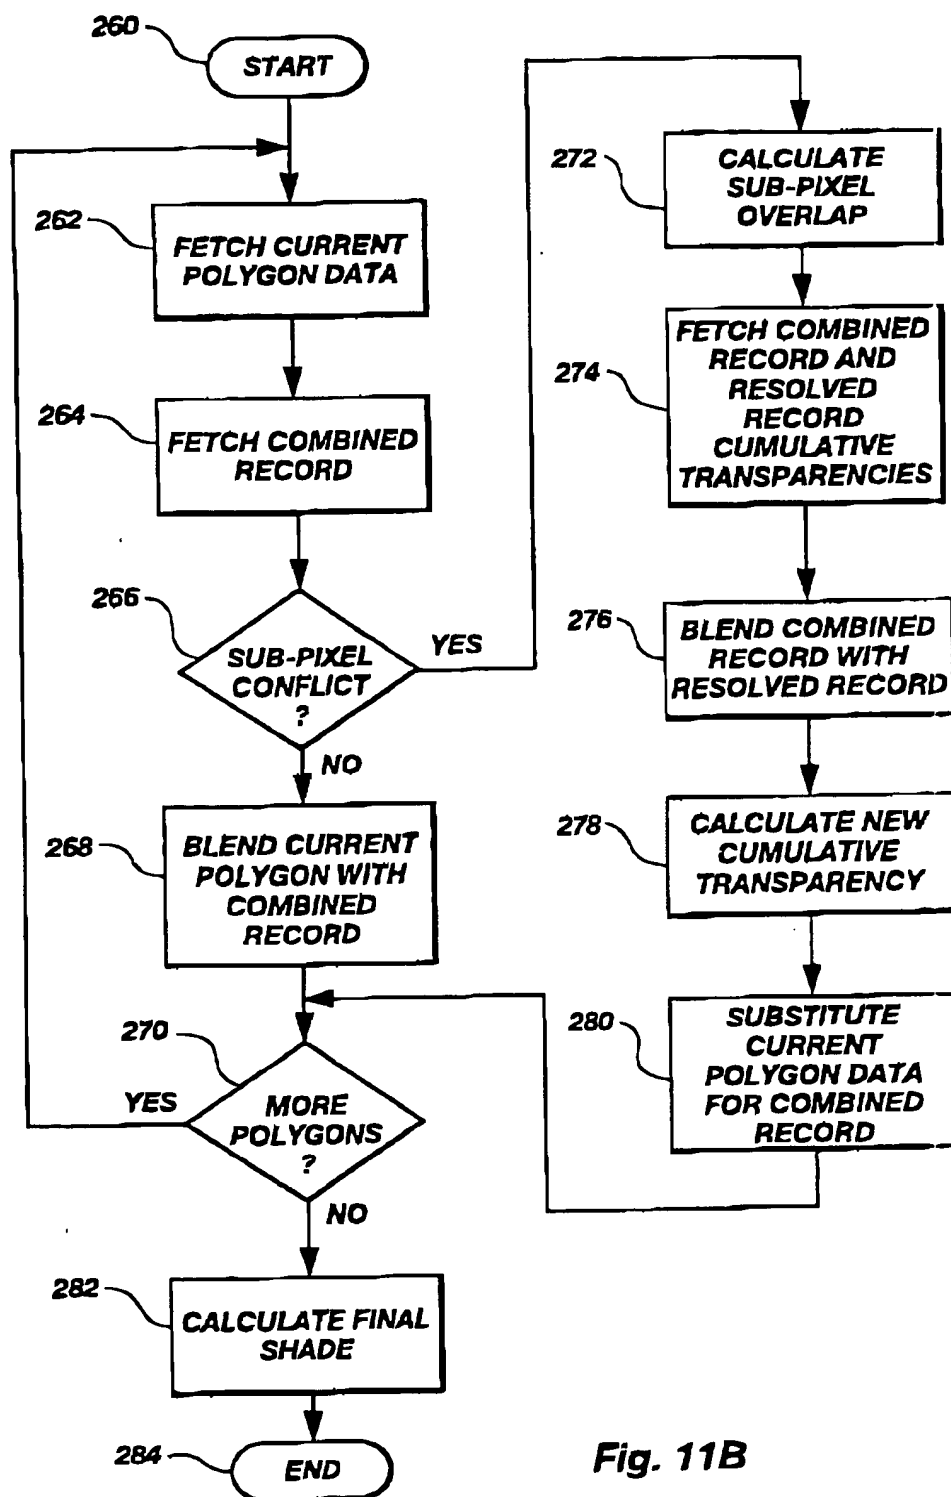 260
START
262
FETCH CURRENT
POLYGON DATA
264
FETCH COMBINED
RECORD
266
SUB-PIXEL
CONFLICT
?
YES
NO
268
BLEND CURRENT
POLYGON WITH
COMBINED
RECORD
270
MORE
POLYGONS
?
YES
NO
282
CALCULATE FINAL
SHADE
284
END
272
CALCULATE
SUB-PIXEL
OVERLAP
274
FETCH COMBINED
RECORD AND
RESOLVED
RECORD
CUMULATIVE
TRANSPARENCIES
276
BLEND COMBINED
RECORD WITH
RESOLVED RECORD
278
CALCULATE NEW
CUMULATIVE
TRANSPARENCY
280
SUBSTITUTE
CURRENT
POLYGON DATA
FOR COMBINED
RECORD
Fig. 11B